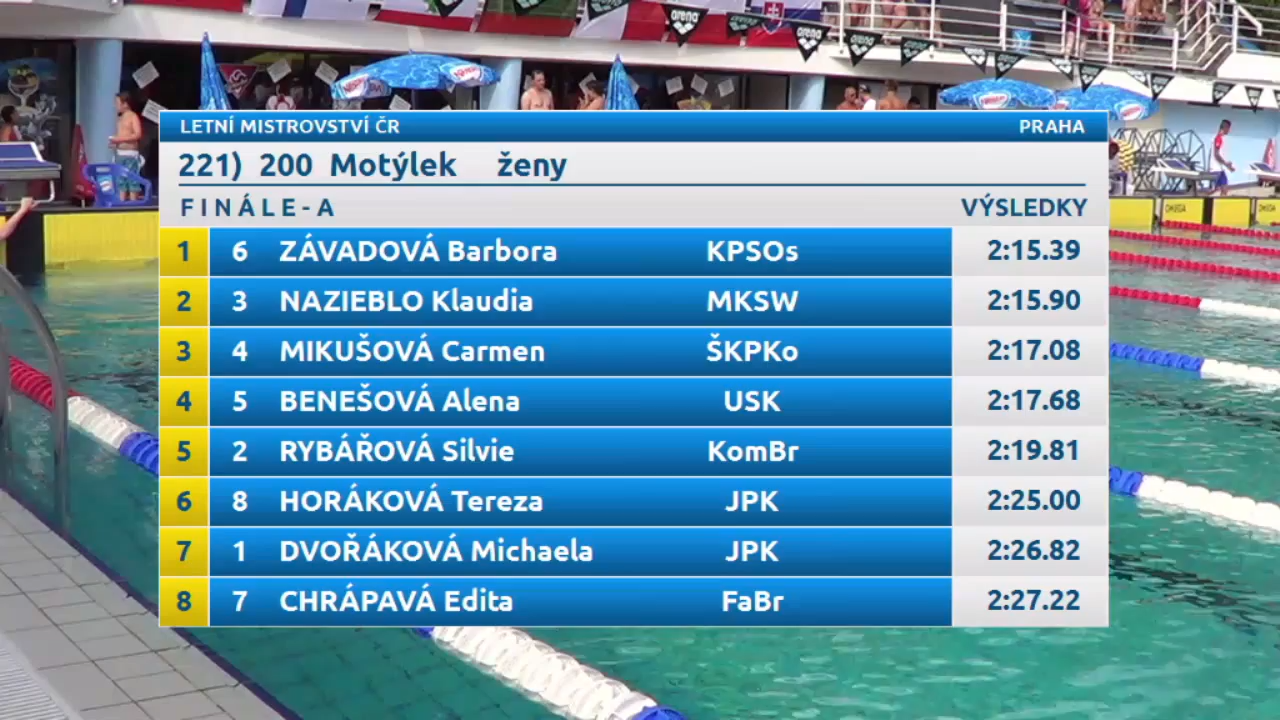 LETNÍ MISTROVSTVÍ ČR PRAHA
221) 200 Motýlek ženy
FINÁLE-A VÝSLEDKY
1 6 ZÁVADOVÁ Barbora KPSOs 2:15.39
2 3 NAZIEBLO Klaudia MKSW 2:15.90
3 4 MIKUŠOVÁ Carmen ŠKPKo 2:17.08
4 5 BENEŠOVÁ Alena USK 2:17.68
5 2 RYBÁŘOVÁ Silvie KomBr 2:19.81
6 8 HORÁKOVÁ Tereza JPK 2:25.00
7 1 DVOŘÁKOVÁ Michaela JPK 2:26.82
8 7 CHRÁPAVÁ Edita FaBr 2:27.22
arena
arena
arena